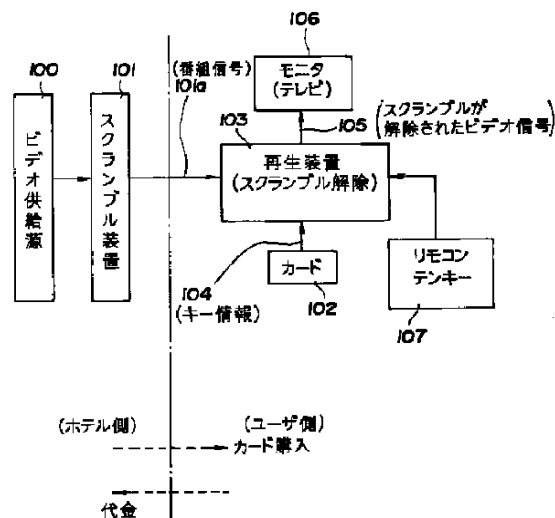 106
モニタ
(テレビ)
100
101
(番組信号)
101a
103
105
(スクランブルが
解除されたビデオ信号)
ビデオ供給源
スクランブル装置
再生装置
(スクランブル解除)
カード
102
104
(キー情報)
リモコン
テンキー
107
(ホテル側)
(ユーザ側)
カード購入
代金